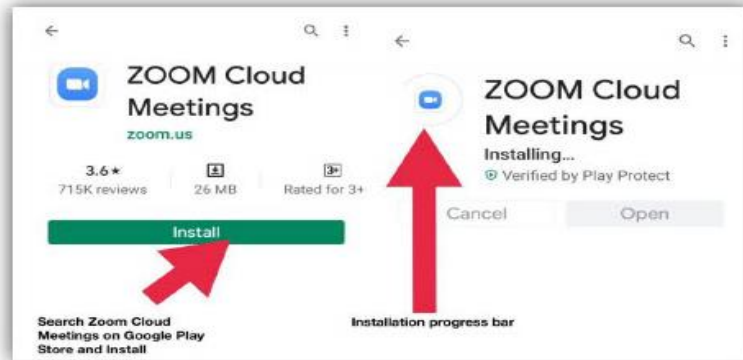 ZOOM Cloud
Meetings
zoom.us
3.6★
715K reviews
26 MB
3+
Rated for 3+
Install
Search Zoom Cloud
Meetings on Google Play
Store and Install
ZOOM Cloud
Meetings
Installing...
Verified by Play Protect
Cancel
Open
Installation progress bar